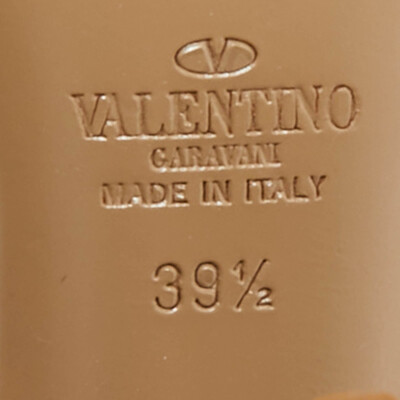 VALENTINO
GARAVANI
MADE IN ITALY
39½